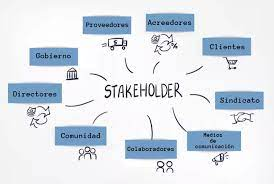 Proveedores
Acreedores
Gobierno
Clientes
Directores
STAKEHOLDER
Sindicato
Comunidad
Colaboradores
Medios
de
comunicación